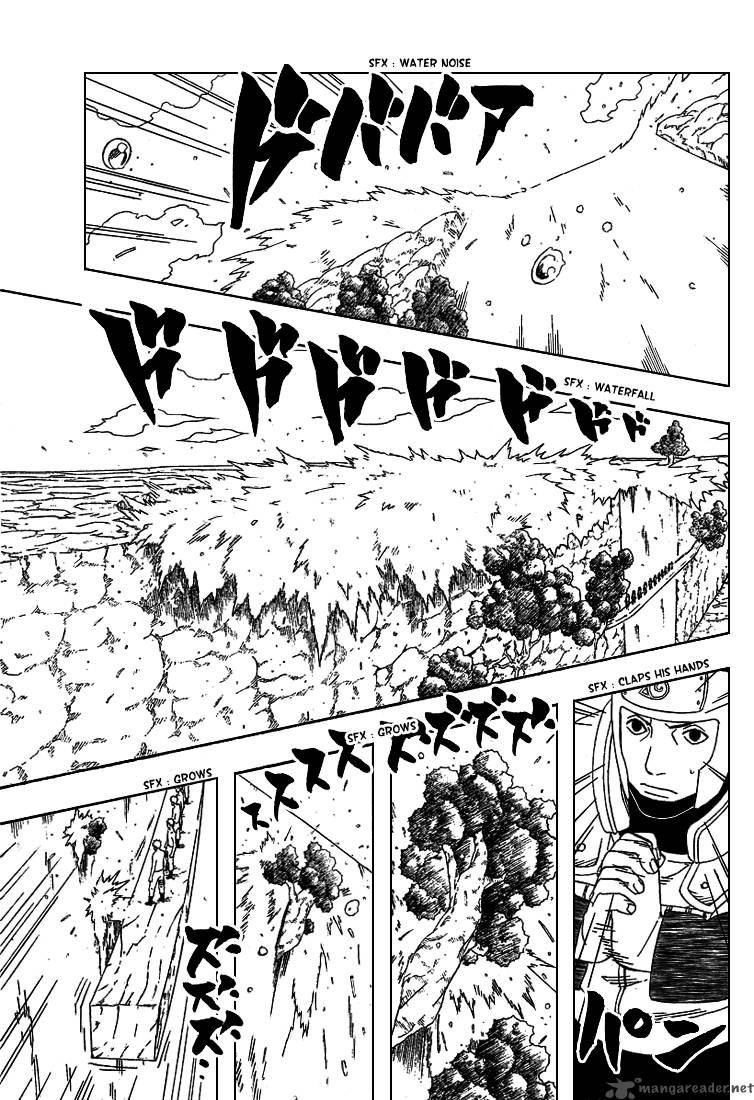 SFX : WATER NOISE
ドババア
SFX : WATERFALL
ドドドドドドドド
SFX : CLAPS HIS HANDS
パン
SFX : GROWS
ズズズズ
SFX : GROWS
ススススス
ズズズ
mangareader.net